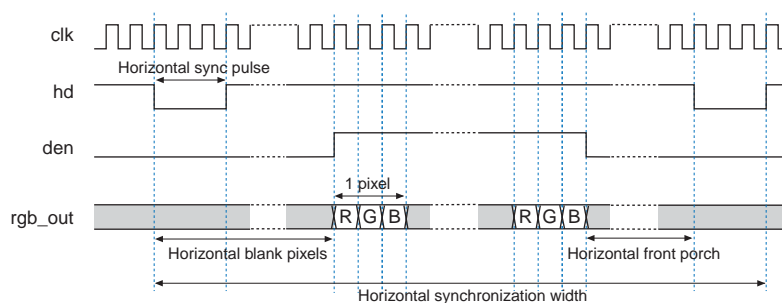 clk
Horizontal sync pulse
hd
den
1 pixel
rgb_out R G B R G B
Horizontal blank pixels Horizontal front porch
Horizontal synchronization width